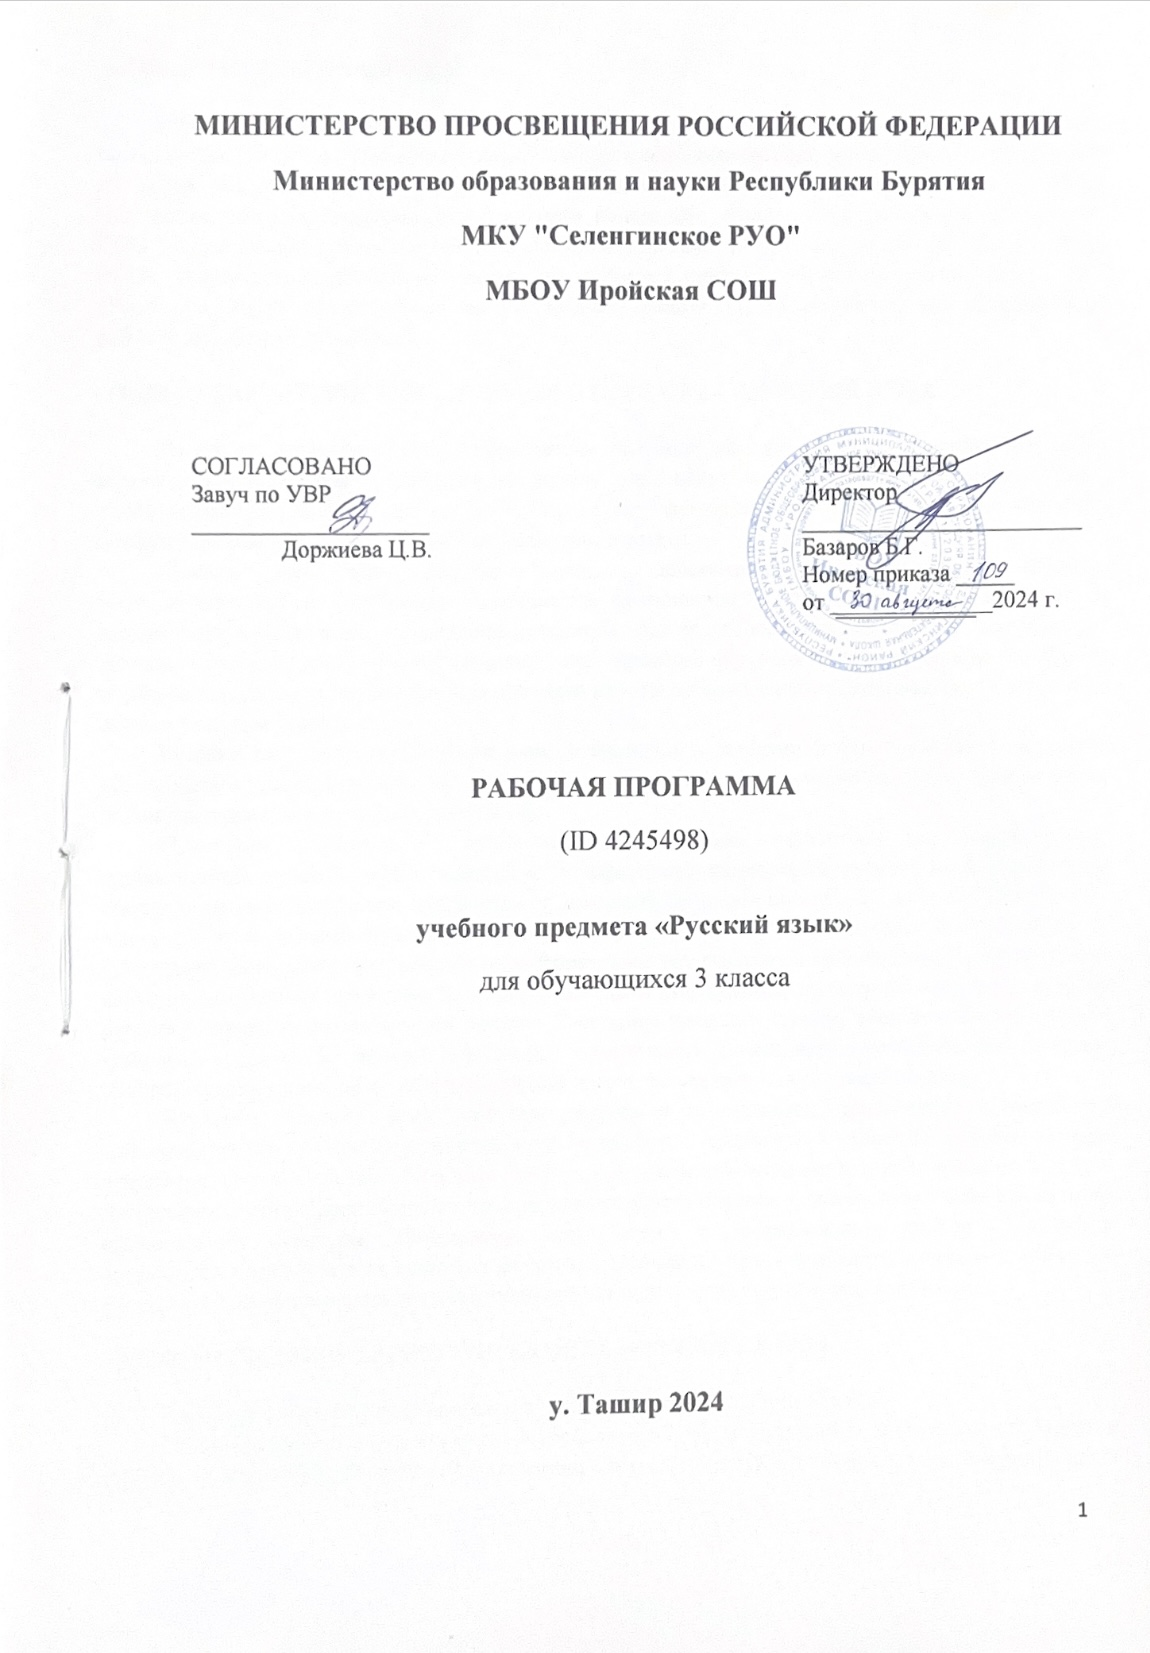 МИНИСТЕРСТВО ПРОСВЕЩЕНИЯ РОССИЙСКОЙ ФЕДЕРАЦИИ
Министерство образования и науки Республики Бурятия
МКУ "Селенгинское РУО"
МБОУ Иройская СОШ
СОГЛАСОВАНО
Завуч по УВР
Доржиева Ц.В.
УТВЕРЖДЕНО
Директор
Базаров Б.Г.
Номер приказа 109
от 30 августа 2024 г.
РАБОЧАЯ ПРОГРАММА
(ID 4245498)
учебного предмета «Русский язык»
для обучающихся 3 класса
у. Ташир 2024
1